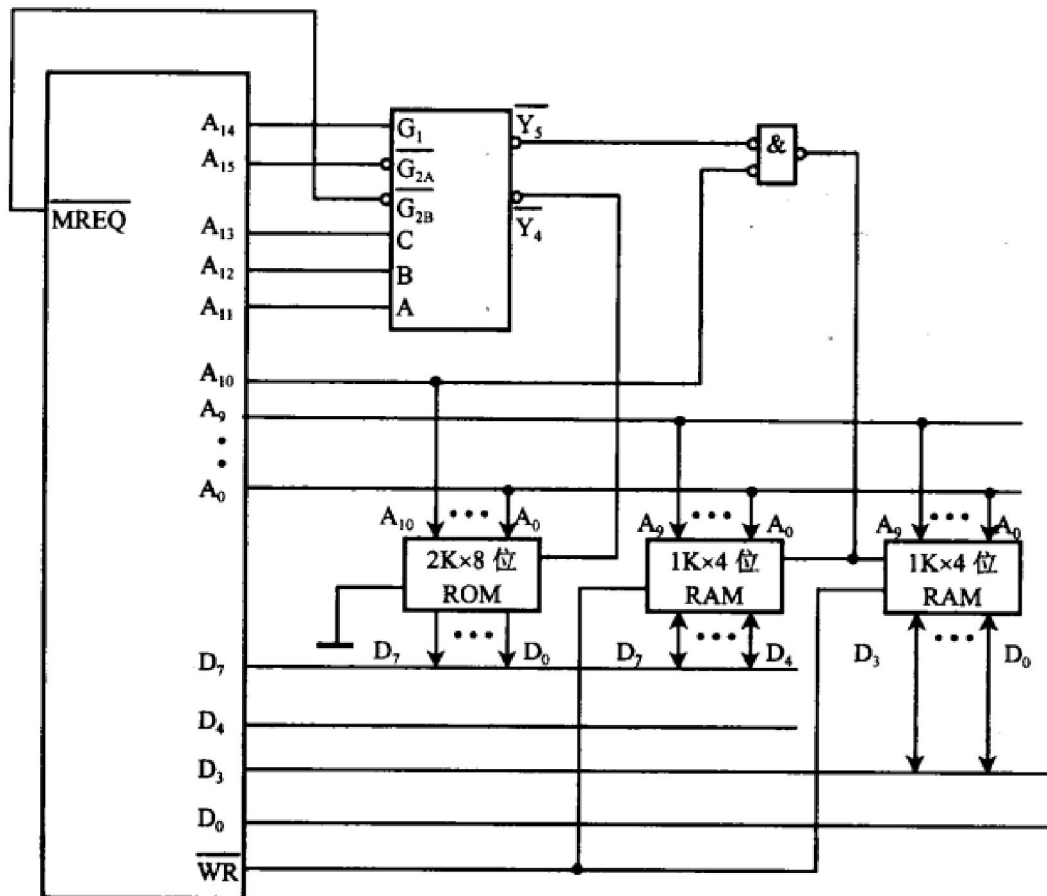 A₁₄
A₁₅
MREQ
A₁₃
A₁₂
A₁₁
A₁₀
A₉
A₀
G₁
G₂A
G₂B
C
B
A
Y₅
Y₄
&
A₁₀ ••• A₀
2K×8 位
ROM
D₇ ••• D₀
A₉ ••• A₀
1K×4 位
RAM
D₇ ••• D₄
A₉ ••• A₀
1K×4 位
RAM
D₃ ••• D₀
D₇
D₄
D₃
D₀
WR